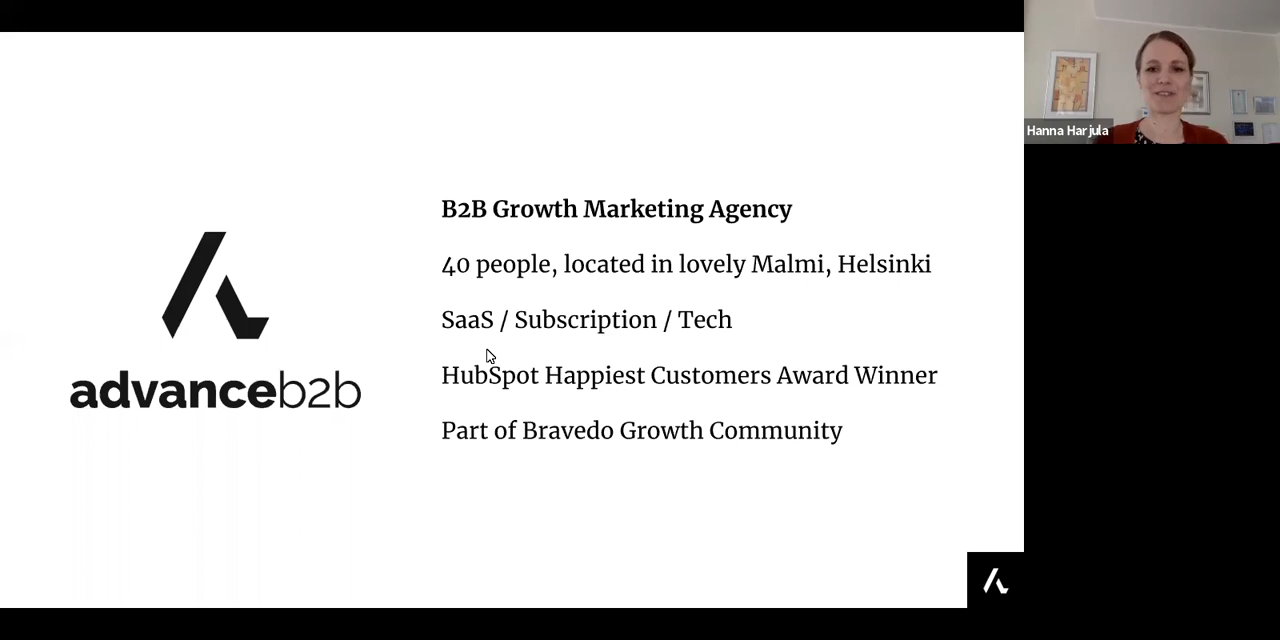 B2B Growth Marketing Agency
40 people, located in lovely Malmi, Helsinki
SaaS / Subscription / Tech
HubSpot Happiest Customers Award Winner
Part of Bravedo Growth Community
advanceb2b
Hanna Harjula